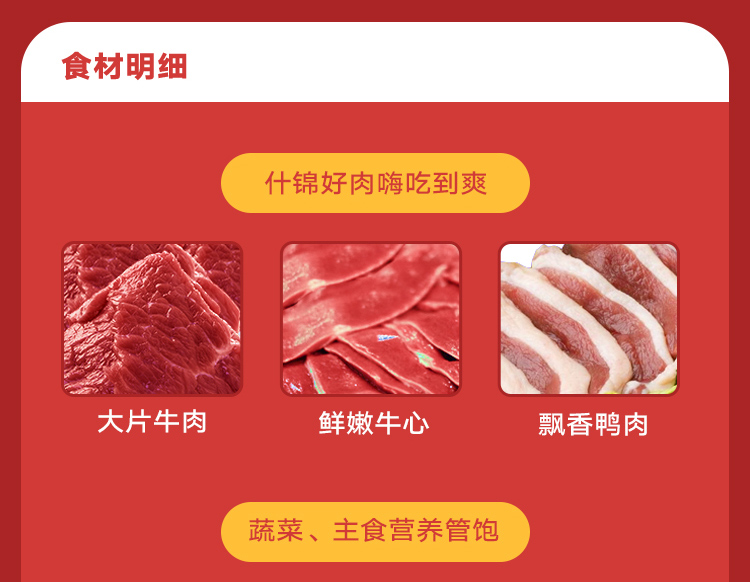 食材明细
什锦好肉嗨吃到爽
大片牛肉
鲜嫩牛心
飘香鸭肉
蔬菜、主食营养管饱